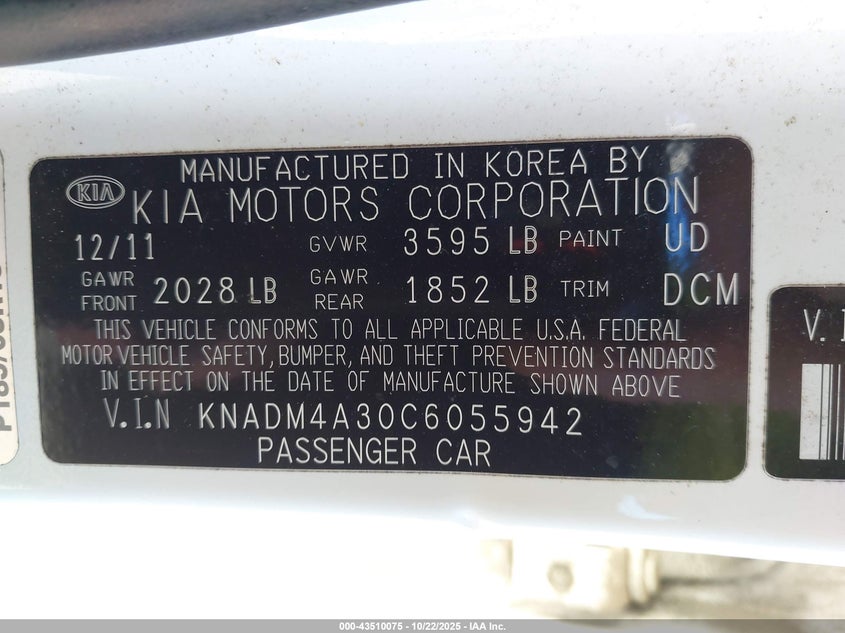 MANUFACTURED IN KOREA BY
KIA KIA MOTORS CORPORATION
12/11 GVWR 3595 LB PAINT UD
GAWR FRONT 2028 LB GAWR REAR 1852 LB TRIM DCM
THIS VEHICLE CONFORMS TO ALL APPLICABLE U.S.A. FEDERAL
MOTOR VEHICLE SAFETY, BUMPER, AND THEFT PREVENTION STANDARDS
IN EFFECT ON THE DATE OF MANUFACTURE SHOWN ABOVE
V.I.N KNADM4A30C6055942
PASSENGER CAR
V. I
000-43510075 - 10/22/2025 - IAA Inc.